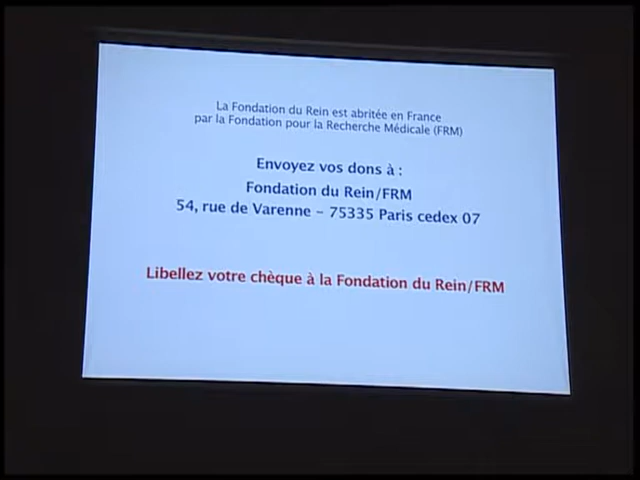 La Fondation du Rein est abritée en France
par la Fondation pour la Recherche Médicale (FRM)
Envoyez vos dons à :
Fondation du Rein/FRM
54, rue de Varenne – 75335 Paris cedex 07
Libellez votre chèque à la Fondation du Rein/FRM